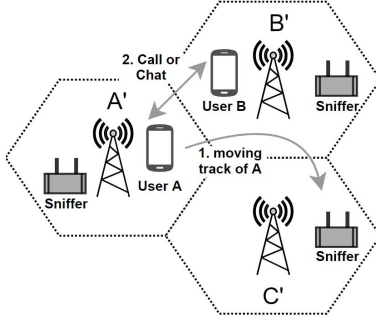 B'
2. Call or
Chat
User B
Sniffer
A'
User A
Sniffer
1. moving
track of A
Sniffer
C'